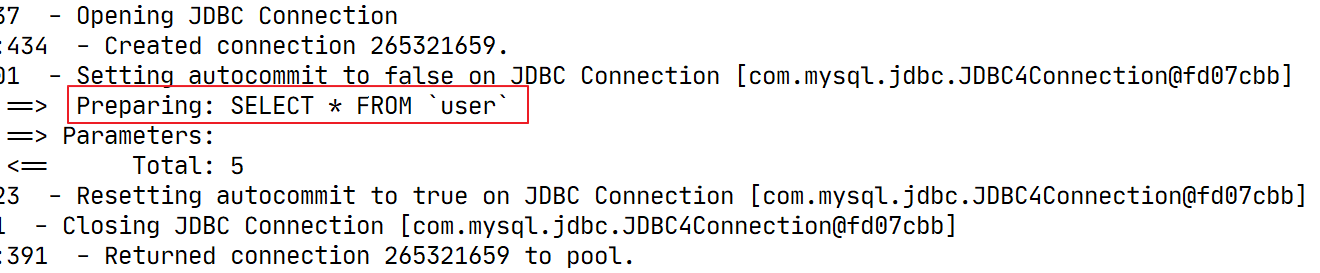 37 - Opening JDBC Connection
:434 - Created connection 265321659.
01 - Setting autocommit to false on JDBC Connection [com.mysql.jdbc.JDBC4Connection@fd07cbb]
==> Preparing: SELECT * FROM `user`
==> Parameters:
<== Total: 5
23 - Resetting autocommit to true on JDBC Connection [com.mysql.jdbc.JDBC4Connection@fd07cbb]
1 - Closing JDBC Connection [com.mysql.jdbc.JDBC4Connection@fd07cbb]
:391 - Returned connection 265321659 to pool.